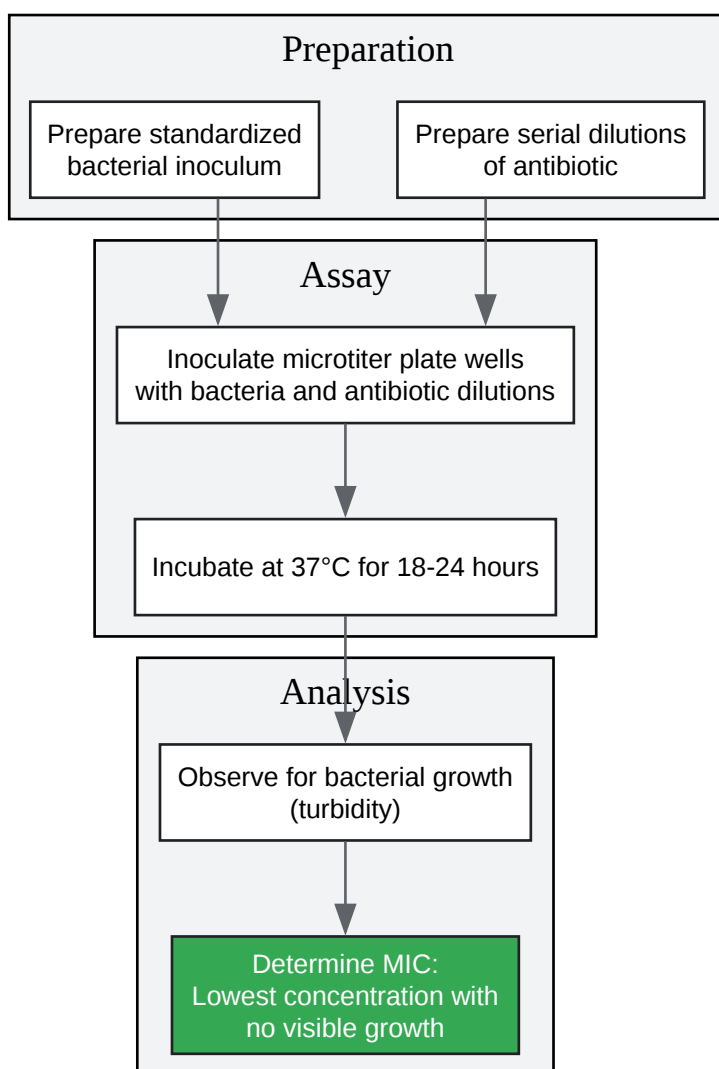 Preparation
Prepare standardized
bacterial inoculum
Prepare serial dilutions
of antibiotic
Assay
Inoculate microtiter plate wells
with bacteria and antibiotic dilutions
Incubate at 37°C for 18-24 hours
Analysis
Observe for bacterial growth
(turbidity)
Determine MIC:
Lowest concentration with
no visible growth